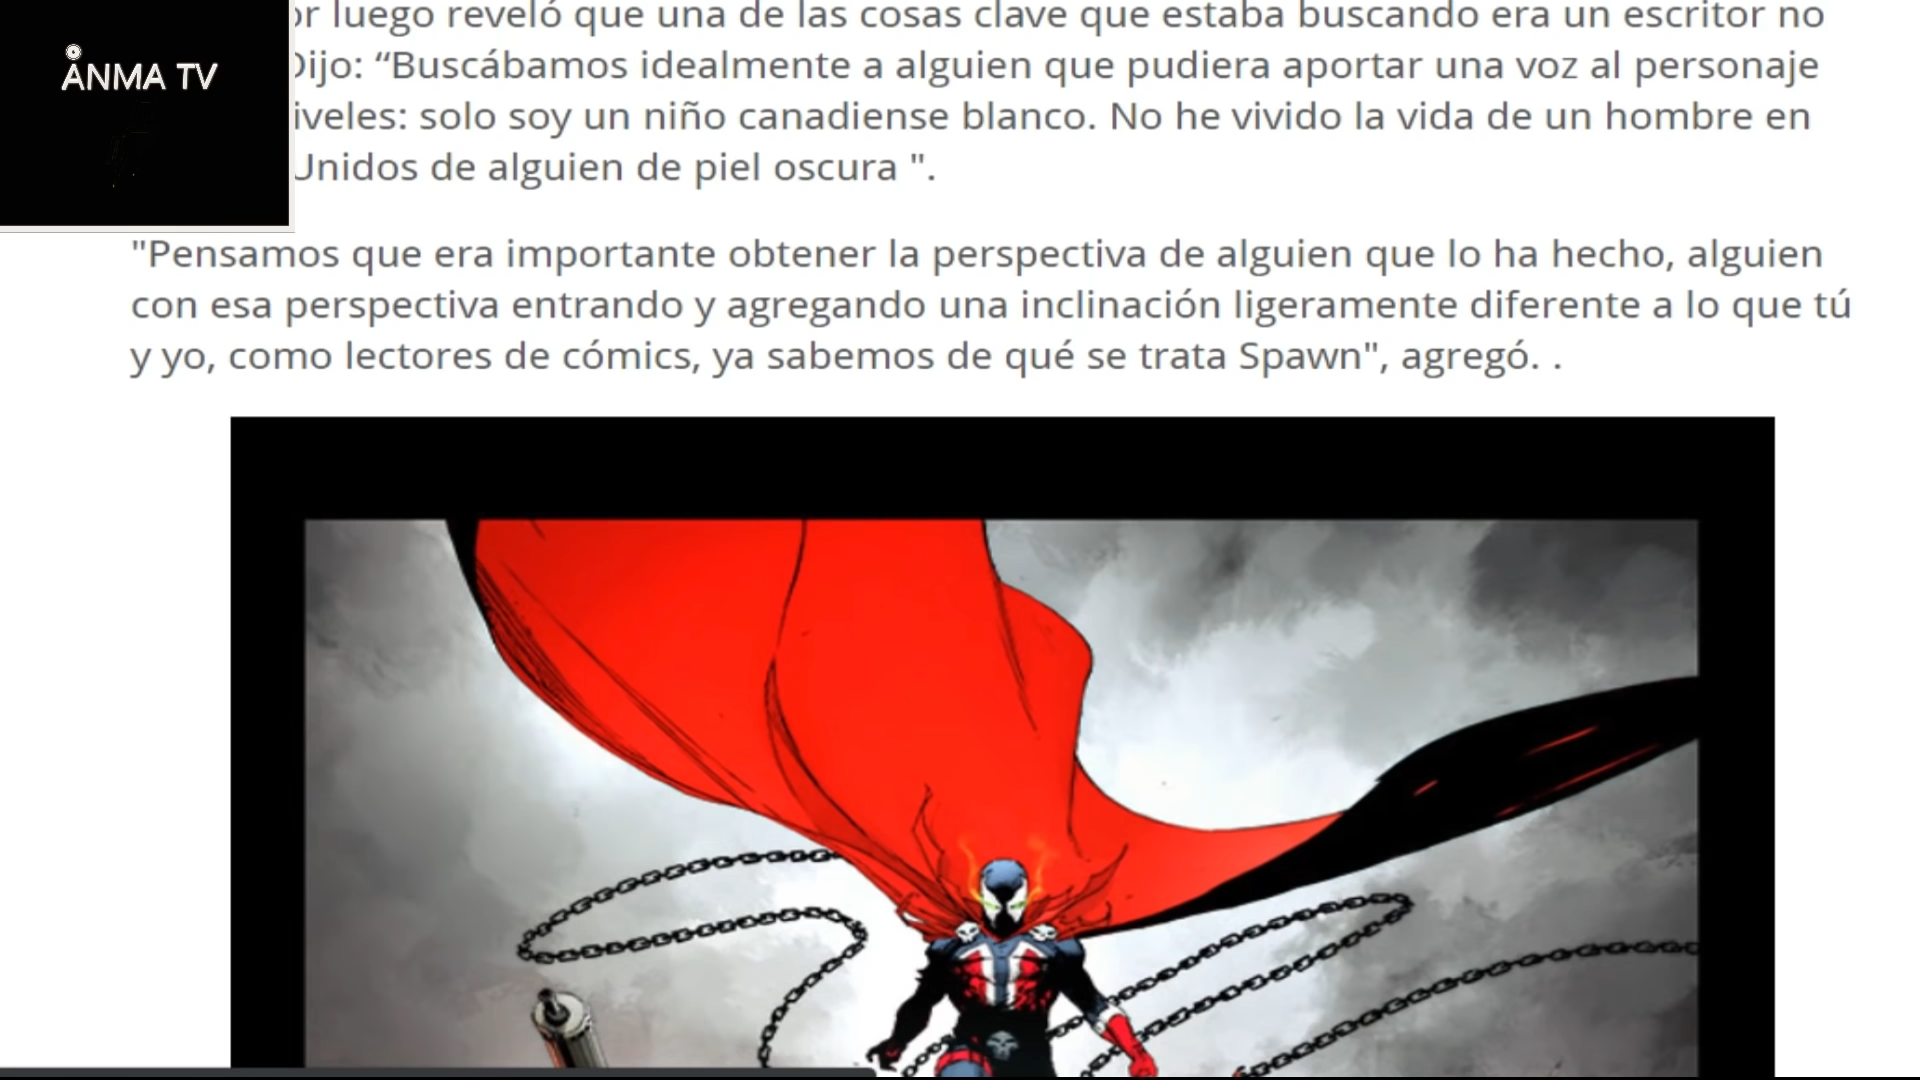 ANMA TV
luego reveló que una de las cosas clave que estaba buscando era un escritor no
Dijo: “Buscábamos idealmente a alguien que pudiera aportar una voz al personaje
iveles: solo soy un niño canadiense blanco. No he vivido la vida de un hombre en
Unidos de alguien de piel oscura ".
"Pensamos que era importante obtener la perspectiva de alguien que lo ha hecho, alguien
con esa perspectiva entrando y agregando una inclinación ligeramente diferente a lo que tú
y yo, como lectores de cómics, ya sabemos de qué se trata Spawn", agregó. .